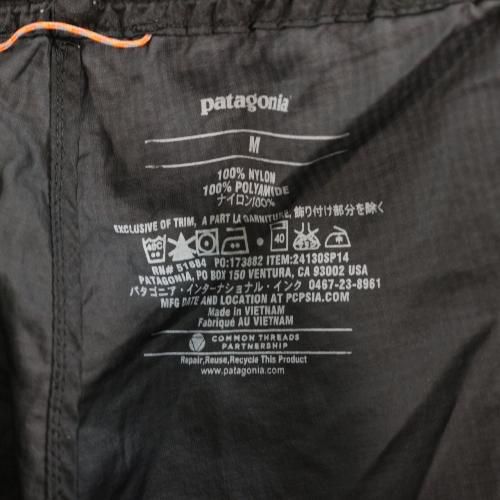 patagonia
M
100% NYLON
100% POLYAMIDE
ナイロン100%
EXCLUSIVE OF TRIM, A PART LA GARNITURE, 飾り付け部分を除く
40C 40
RN# 51884 PO:173882 ITEM:24130SP14
PATAGONIA, PO BOX 150 VENTURA, CA 93002 USA
パタゴニア・インターナショナル・インク 0467-23-8961
MFG DATE AND LOCATION AT PCPSIA.COM
Made in VIETNAM
Fabriqué AU VIETNAM
COMMON THREADS
PARTNERSHIP
Repair,Reuse,Recycle This Product
www.patagonia.com